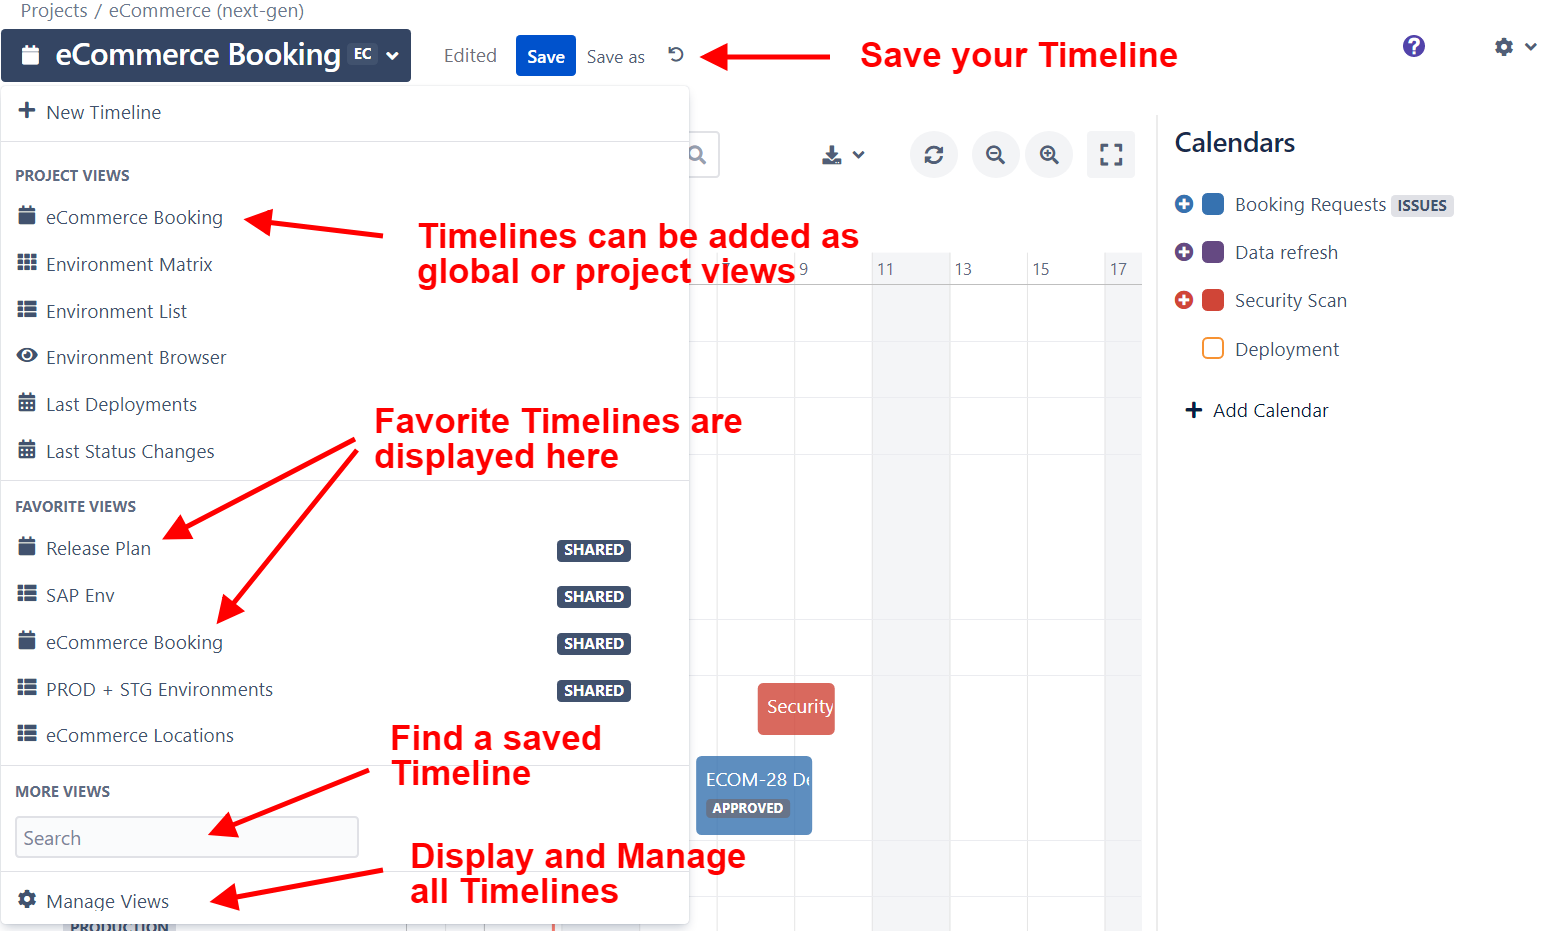 Projects / eCommerce (next-gen)
eCommerce Booking EC
Edited
Save
Save as
Save your Timeline
New Timeline
PROJECT VIEWS
eCommerce Booking
Environment Matrix
Environment List
Environment Browser
Last Deployments
Last Status Changes
Timelines can be added as
global or project views
Favorite Timelines are
displayed here
FAVORITE VIEWS
Release Plan SHARED
SAP Env SHARED
eCommerce Booking SHARED
PROD + STG Environments SHARED
eCommerce Locations
Find a saved
Timeline
MORE VIEWS
Search
Display and Manage
all Timelines
Manage Views
PRODUCTION
9 11 13 15 17
Security
ECOM-28
APPROVED
Calendars
Booking Requests ISSUES
Data refresh
Security Scan
Deployment
Add Calendar